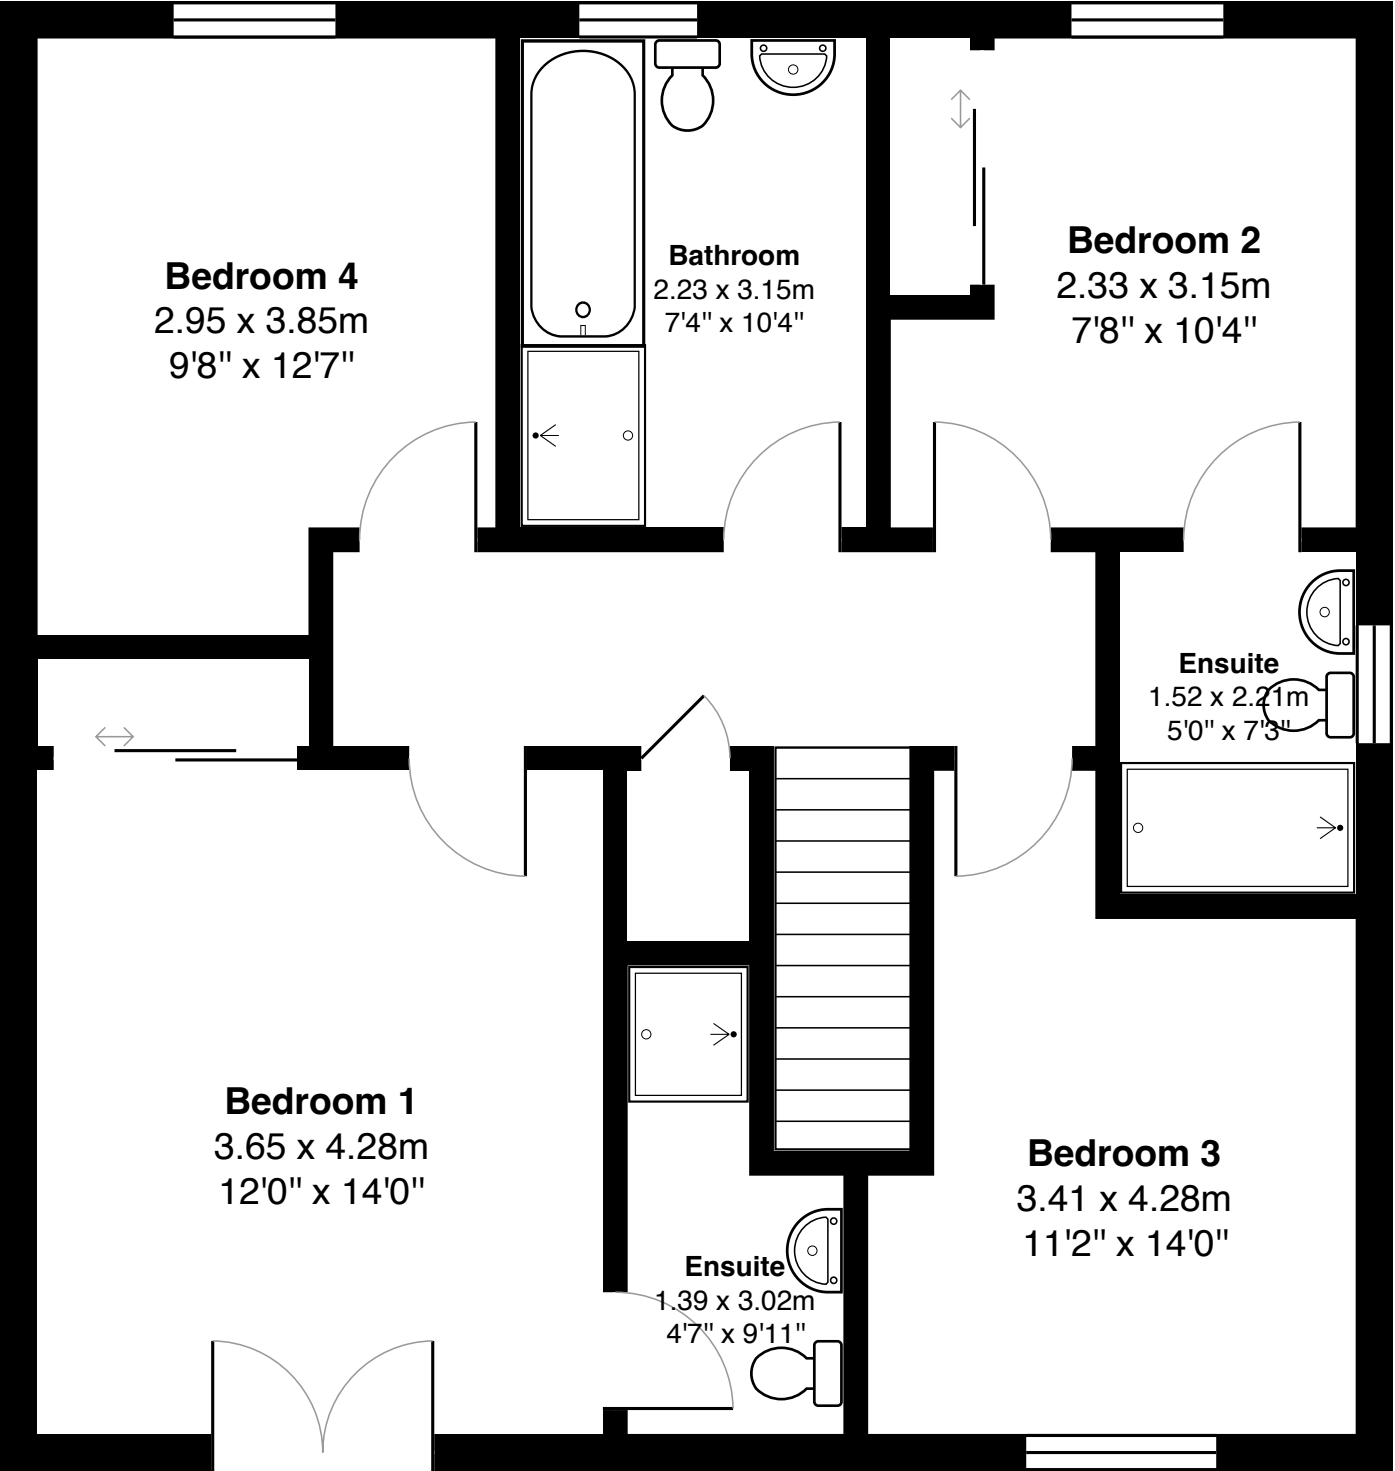 Bedroom 4
2.95 x 3.85m
9'8" x 12'7"
Bathroom
2.23 x 3.15m
7'4" x 10'4"
Bedroom 2
2.33 x 3.15m
7'8" x 10'4"
Ensuite
1.52 x 2.21m
5'0" x 7'3"
Bedroom 1
3.65 x 4.28m
12'0" x 14'0"
Ensuite
1.39 x 3.02m
4'7" x 9'11"
Bedroom 3
3.41 x 4.28m
11'2" x 14'0"